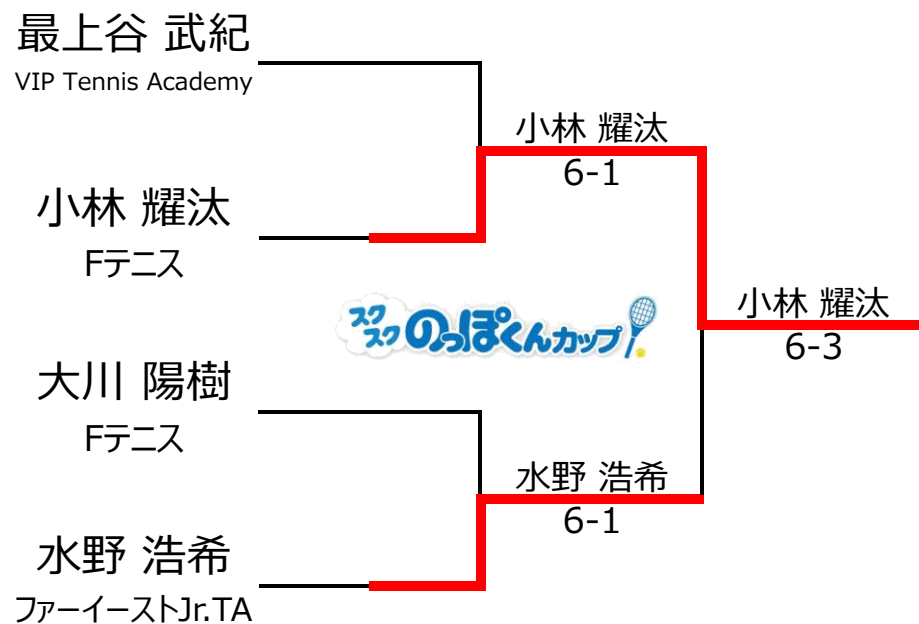 最上谷 武紀
VIP Tennis Academy
小林 耀汰
6-1
小林 耀汰
Fテニス
スクスク のっぽくんカップ
小林 耀汰
6-3
大川 陽樹
Fテニス
水野 浩希
6-1
水野 浩希
ファーイーストJr.TA